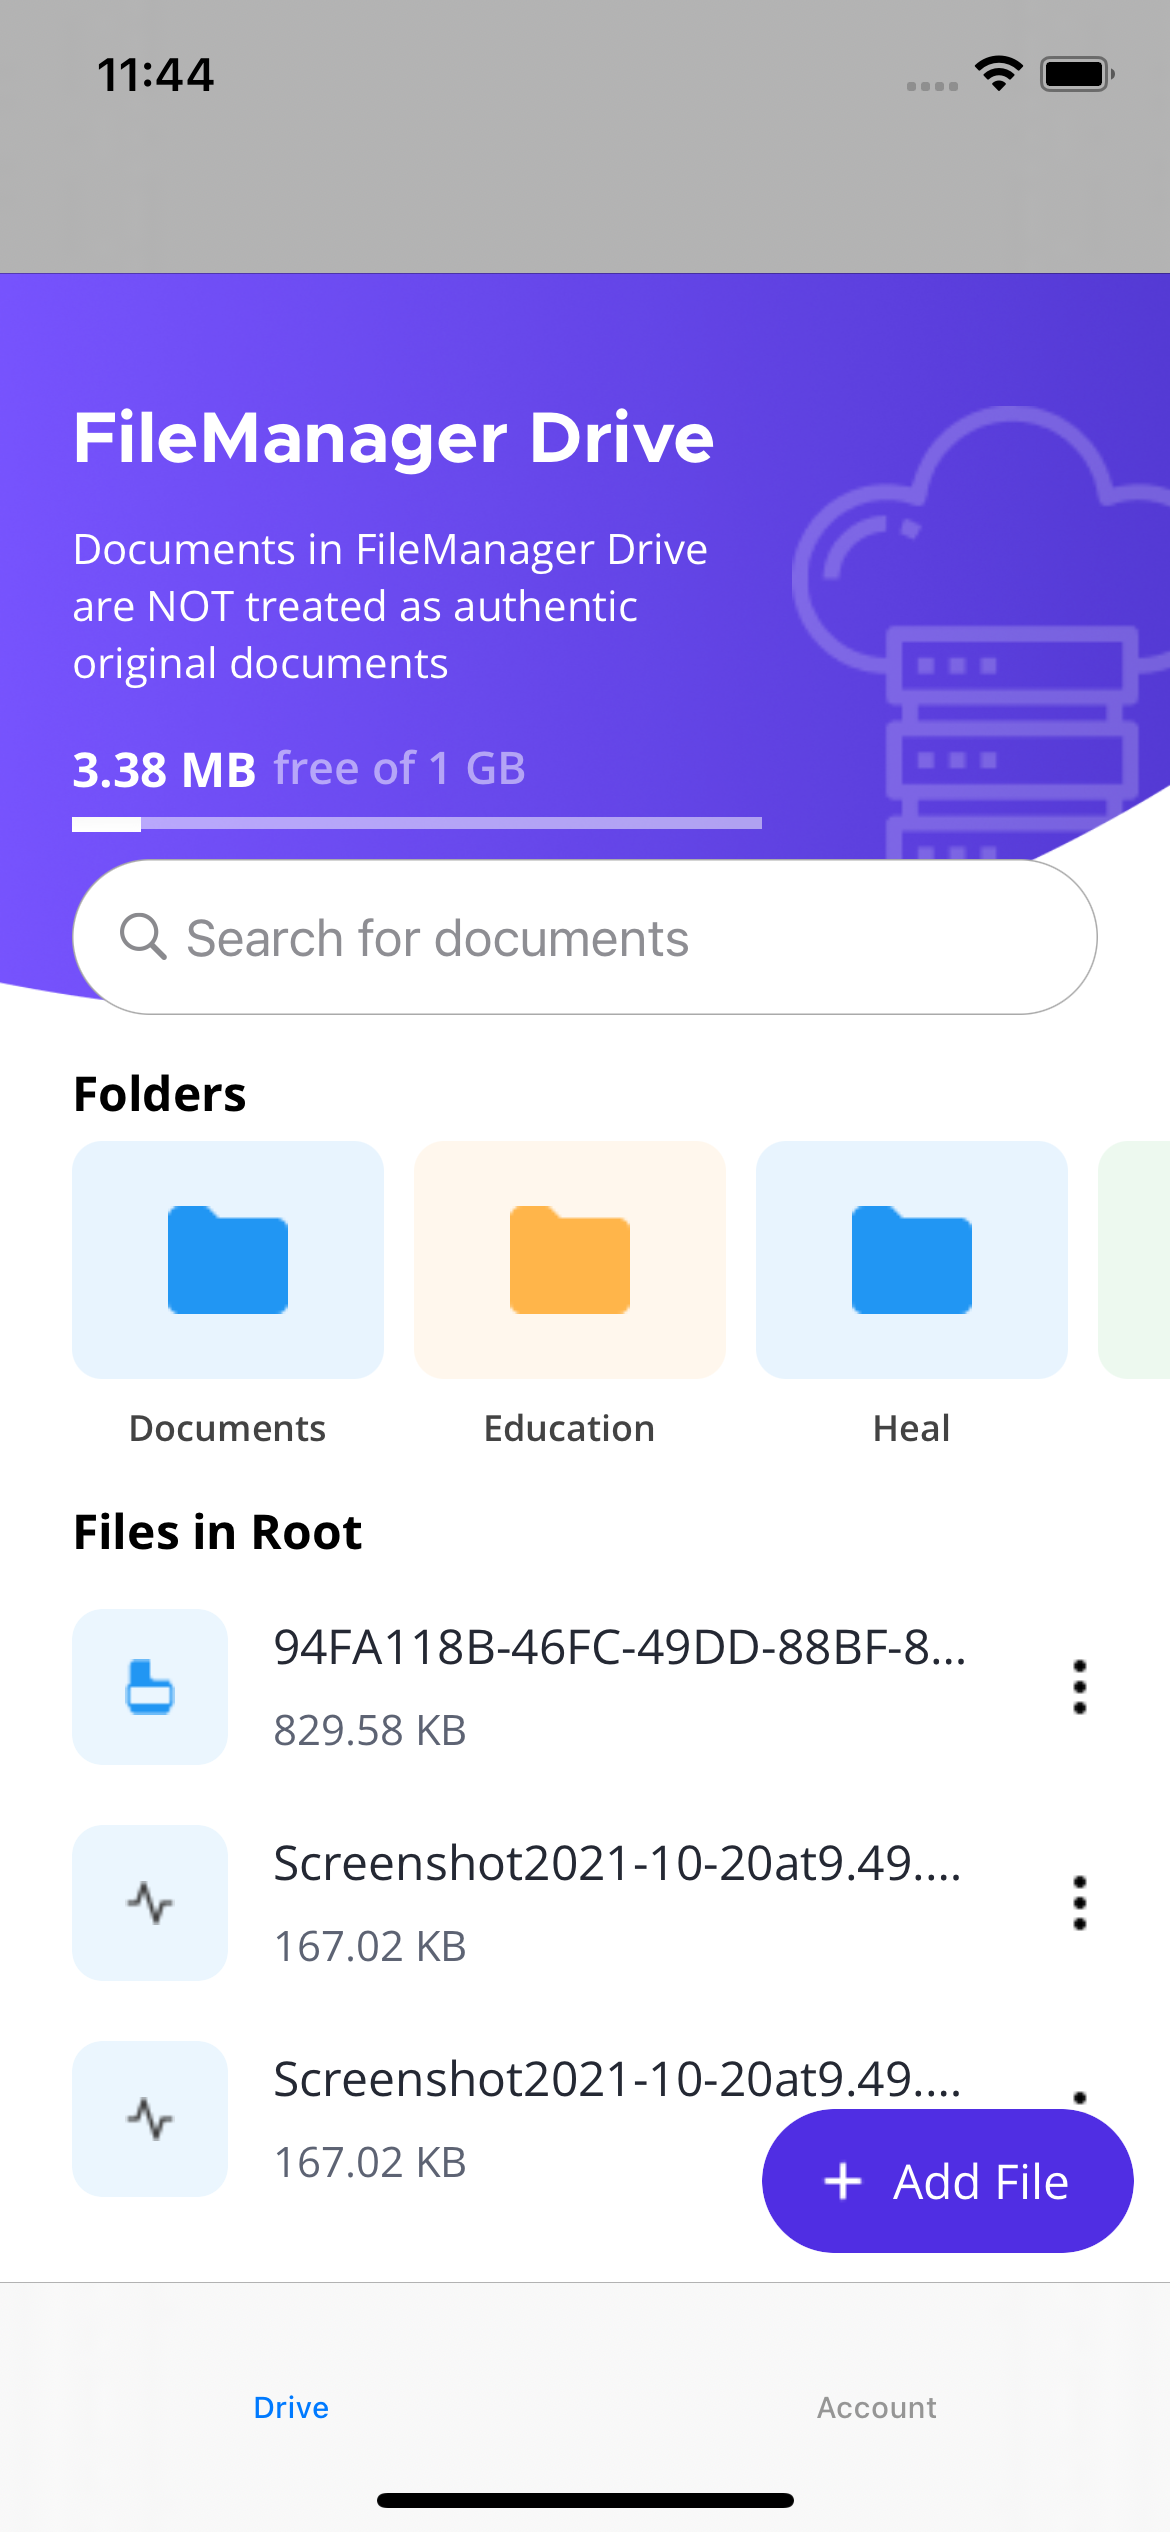 11:44
FileManager Drive
Documents in FileManager Drive
are NOT treated as authentic
original documents
3.38 MB free of 1 GB
Search for documents
Folders
Documents Education Heal
Files in Root
94FA118B-46FC-49DD-88BF-8...
829.58 KB
Screenshot2021-10-20at9.49....
167.02 KB
Screenshot2021-10-20at9.49....
167.02 KB
+ Add File
Drive Account